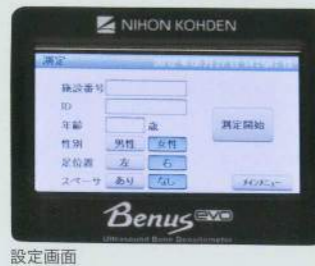 NIHON KOHDEN
測定
施設番号
ID
年齢 歳
測定開始
性別 男性 女性
足位置 左 右
スペーサ あり なし
メインメニュー
Benus evo
Ultrasound Bone Densitometer
設定画面